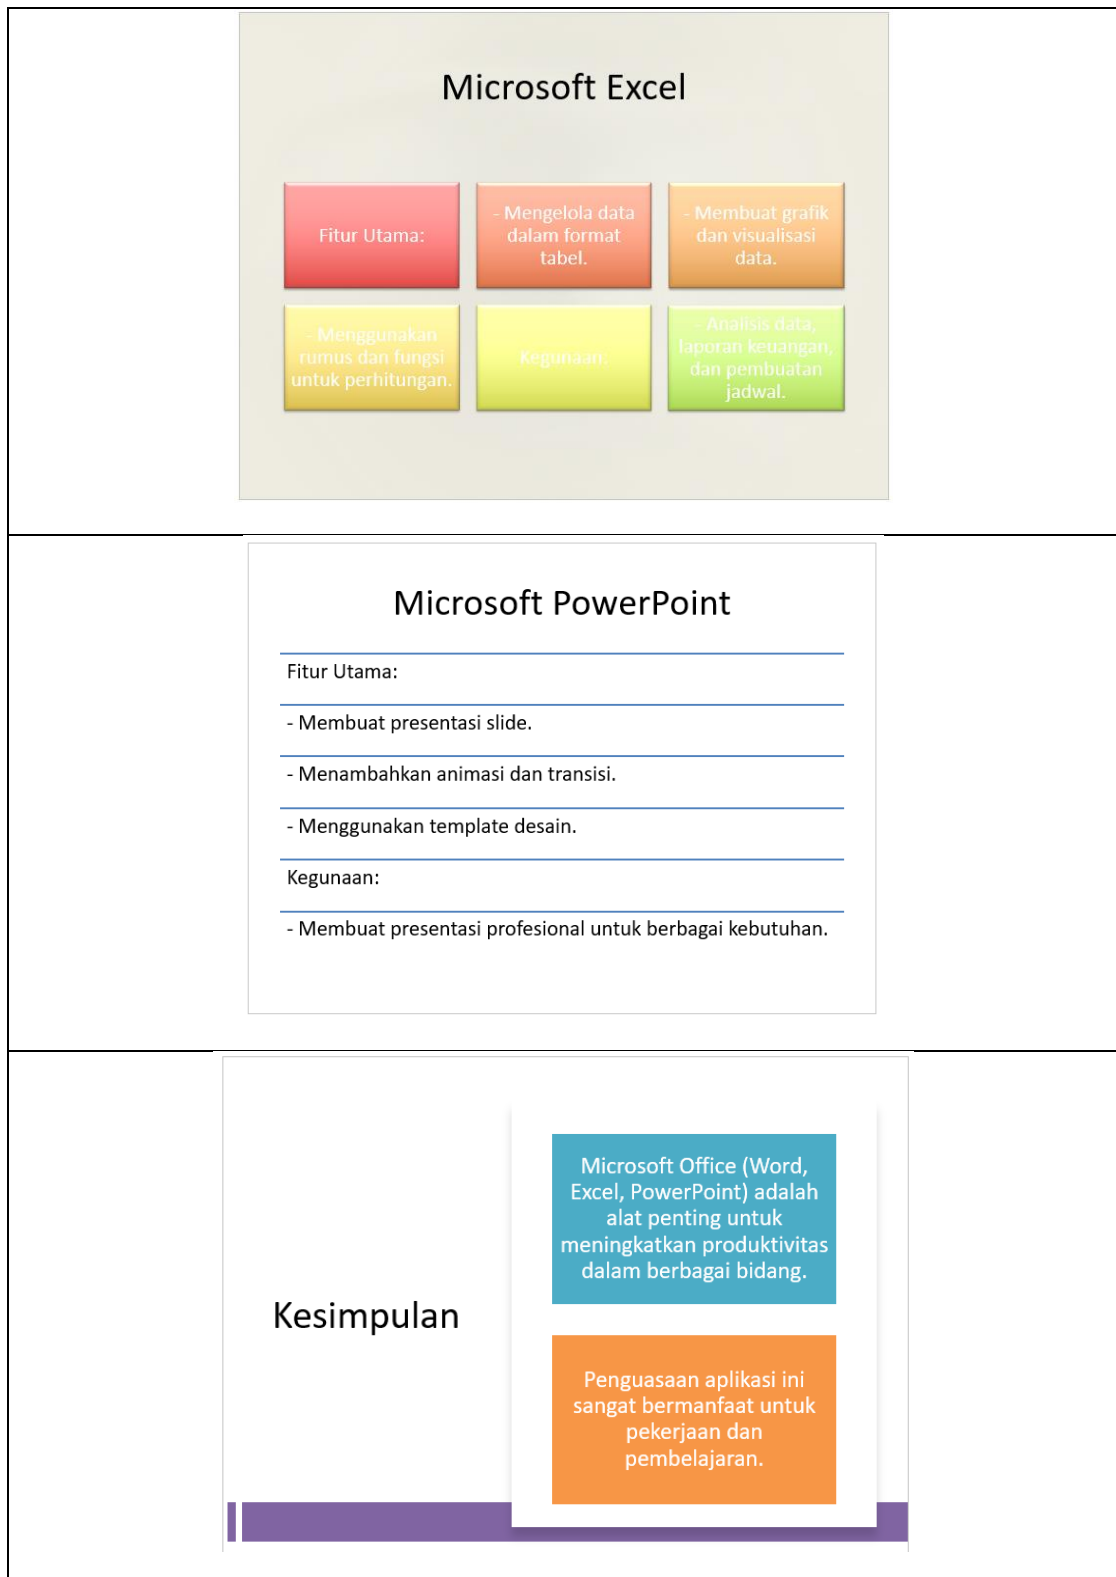 Microsoft Excel
Fitur Utama:
- Mengelola data
dalam format
tabel.
- Membuat grafik
dan visualisasi
data.
- Menggunakan
rumus dan fungsi
untuk perhitungan.
Kegunaan:
- Analisis data,
laporan keuangan,
dan pembuatan
jadwal.
Microsoft PowerPoint
Fitur Utama:
- Membuat presentasi slide.
- Menambahkan animasi dan transisi.
- Menggunakan template desain.
Kegunaan:
- Membuat presentasi profesional untuk berbagai kebutuhan.
Kesimpulan
Microsoft Office (Word,
Excel, PowerPoint) adalah
alat penting untuk
meningkatkan produktivitas
dalam berbagai bidang.
Penguasaan aplikasi ini
sangat bermanfaat untuk
pekerjaan dan
pembelajaran.